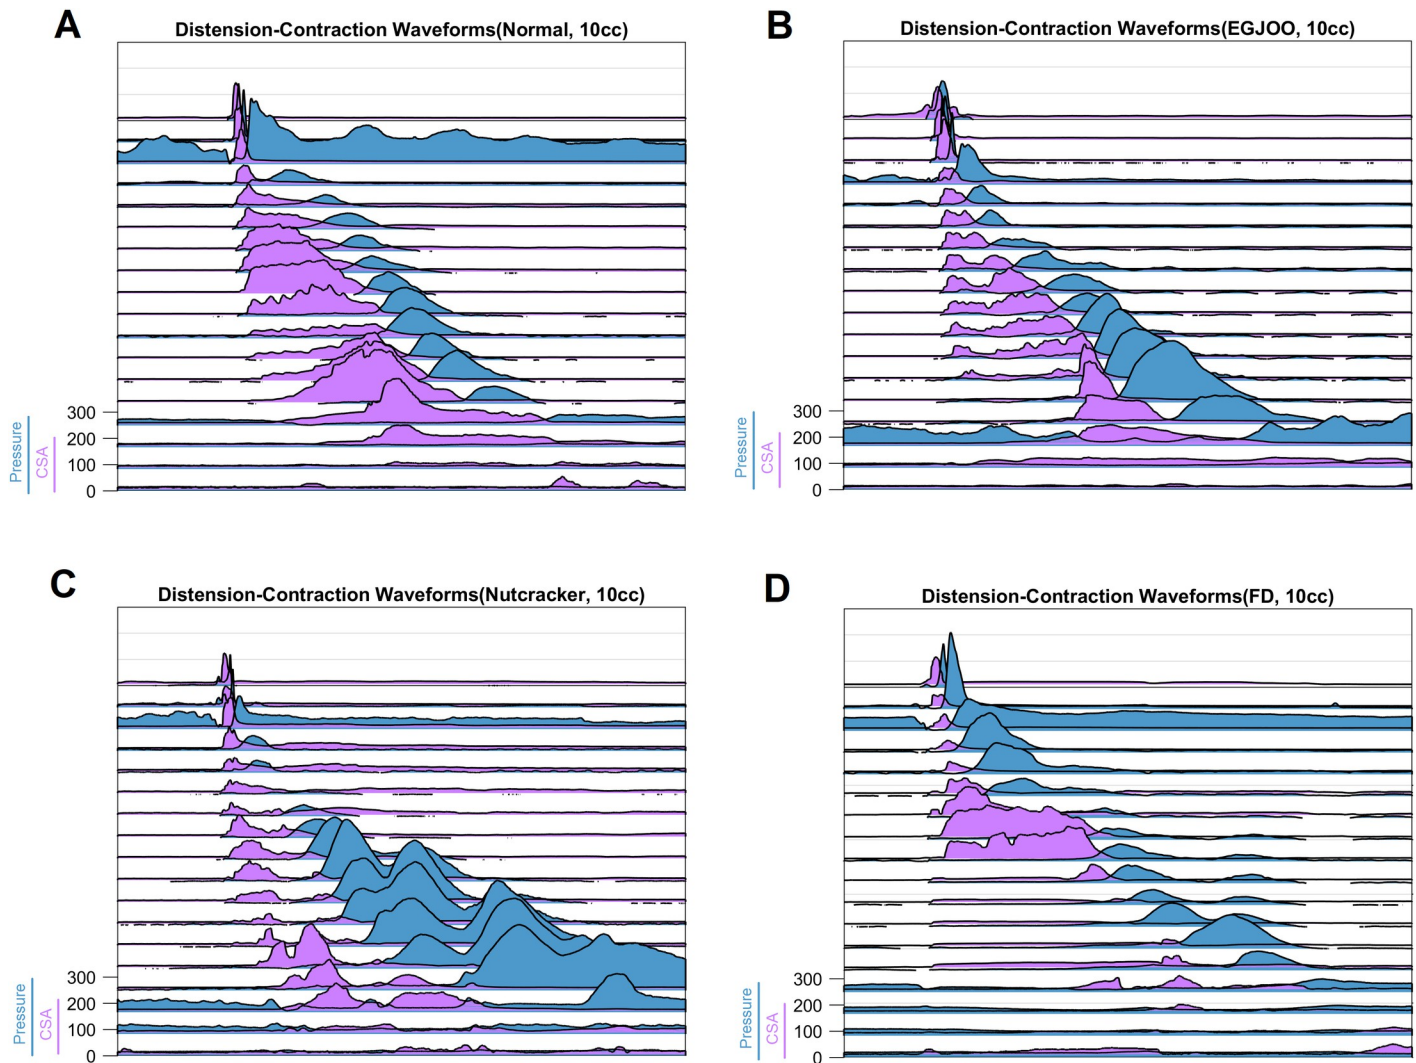 A
Distension-Contraction Waveforms(Normal, 10cc)
300
200
100
0
Pressure
CSA
B
Distension-Contraction Waveforms(EGJOO, 10cc)
300
200
100
0
Pressure
CSA
C
Distension-Contraction Waveforms(Nutcracker, 10cc)
300
200
100
0
Pressure
CSA
D
Distension-Contraction Waveforms(FD, 10cc)
300
200
100
0
Pressure
CSA